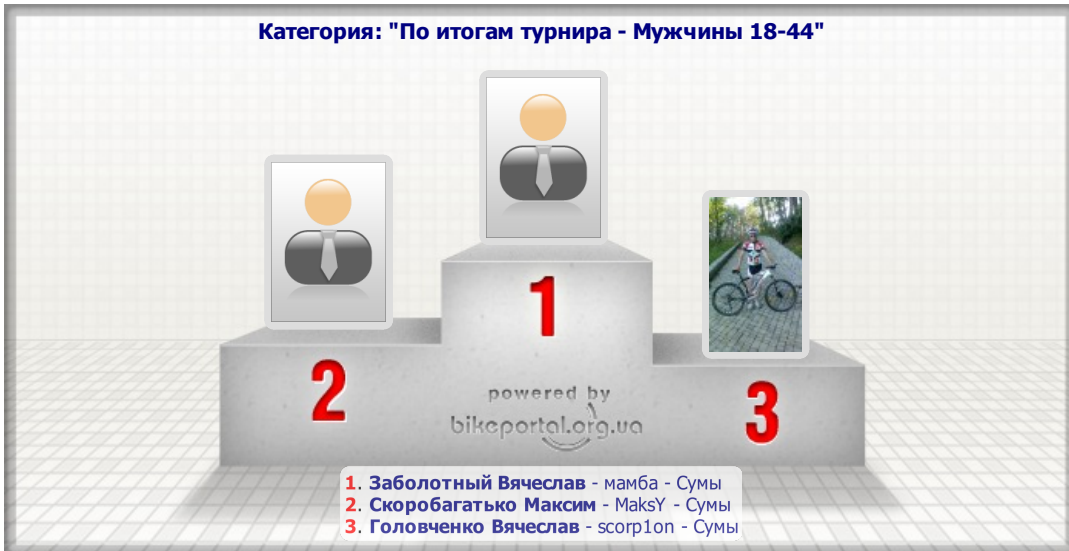 Категория: "По итогам турнира - Мужчины 18-44"
1
2
3
powered by
bikeportal.org.ua
1. Заболотный Вячеслав - мамба - Сумы
2. Скоробагатько Максим - MaksY - Сумы
3. Головченко Вячеслав - scorp1on - Сумы